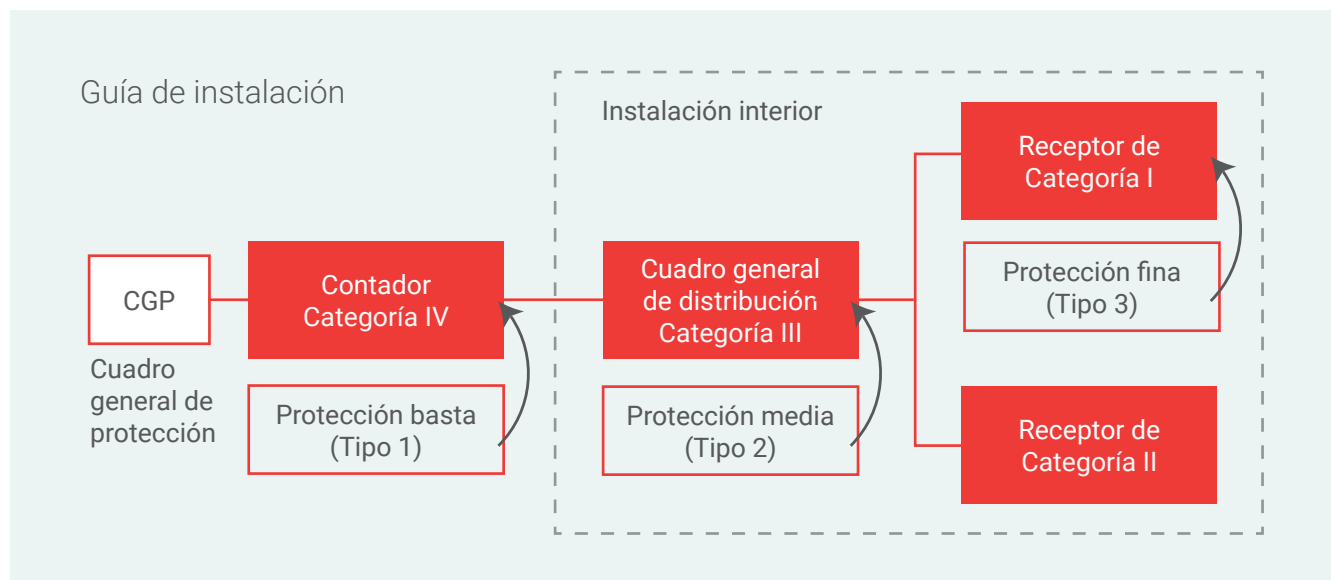 Guía de instalación
Instalación interior
CGP
Cuadro
general de
protección
Contador
Categoría IV
Protección basta
(Tipo 1)
Cuadro general
de distribución
Categoría III
Protección media
(Tipo 2)
Receptor de
Categoría I
Protección fina
(Tipo 3)
Receptor de
Categoría II